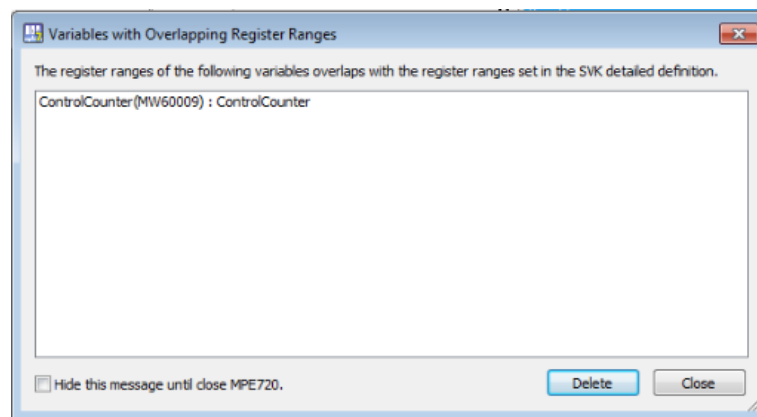 Variables with Overlapping Register Ranges
The register ranges of the following variables overlaps with the register ranges set in the SVK detailed definition.
ControlCounter(MW60009) : ControlCounter
Hide this message until close MPE720.
Delete
Close